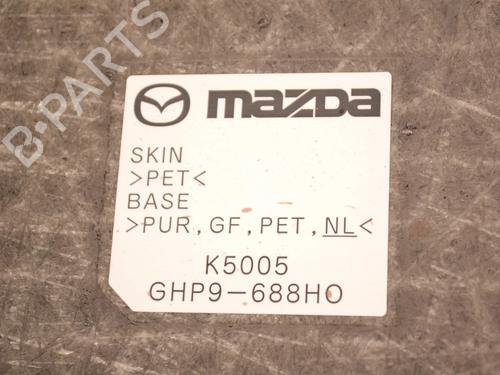 B-PARTS
mazda
SKIN
>PET<
BASE
>PUR,GF,PET,NL<
K5005
GHP9-688H0